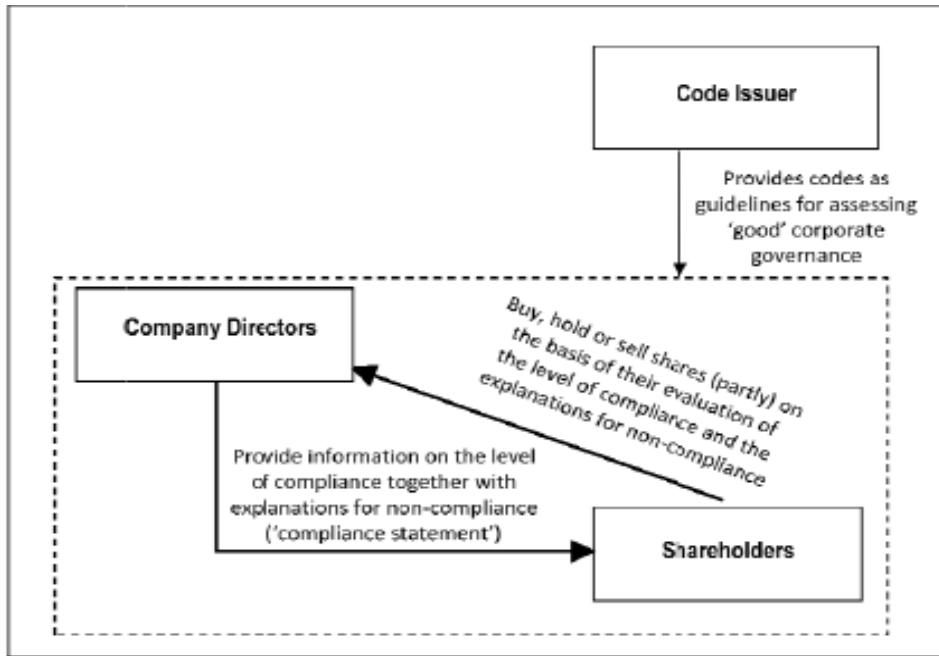 Code Issuer
Provides codes as
guidelines for assessing
‘good’ corporate
governance
Company Directors
Buy, hold or sell shares (partly) on
the basis of their evaluation of
the level of compliance and the
explanations for non-compliance
Provide information on the level
of compliance together with
explanations for non-compliance
(‘compliance statement’)
Shareholders